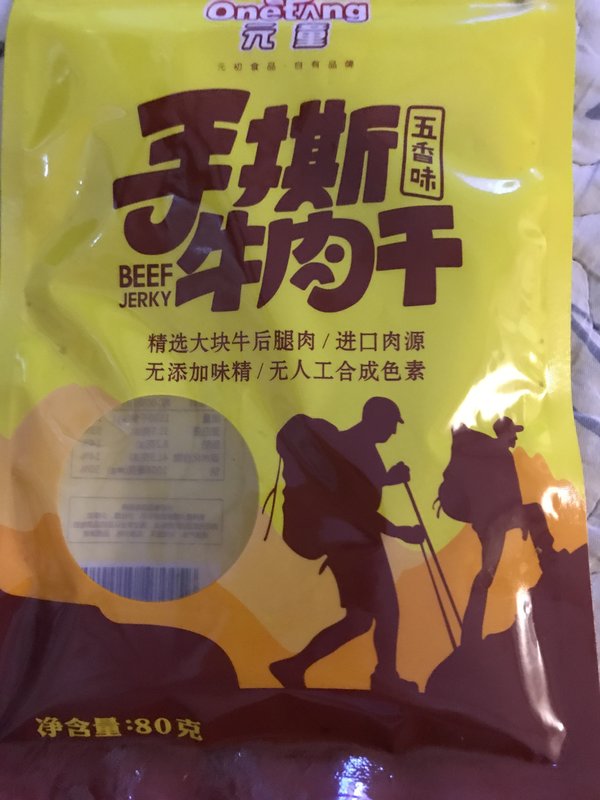 Onetang
元童
元初食品·自有品牌
手撕
五香味
牛肉干
BEEF
JERKY
精选大块牛后腿肉/进口肉源
无添加味精/无人工合成色素
净含量:80克